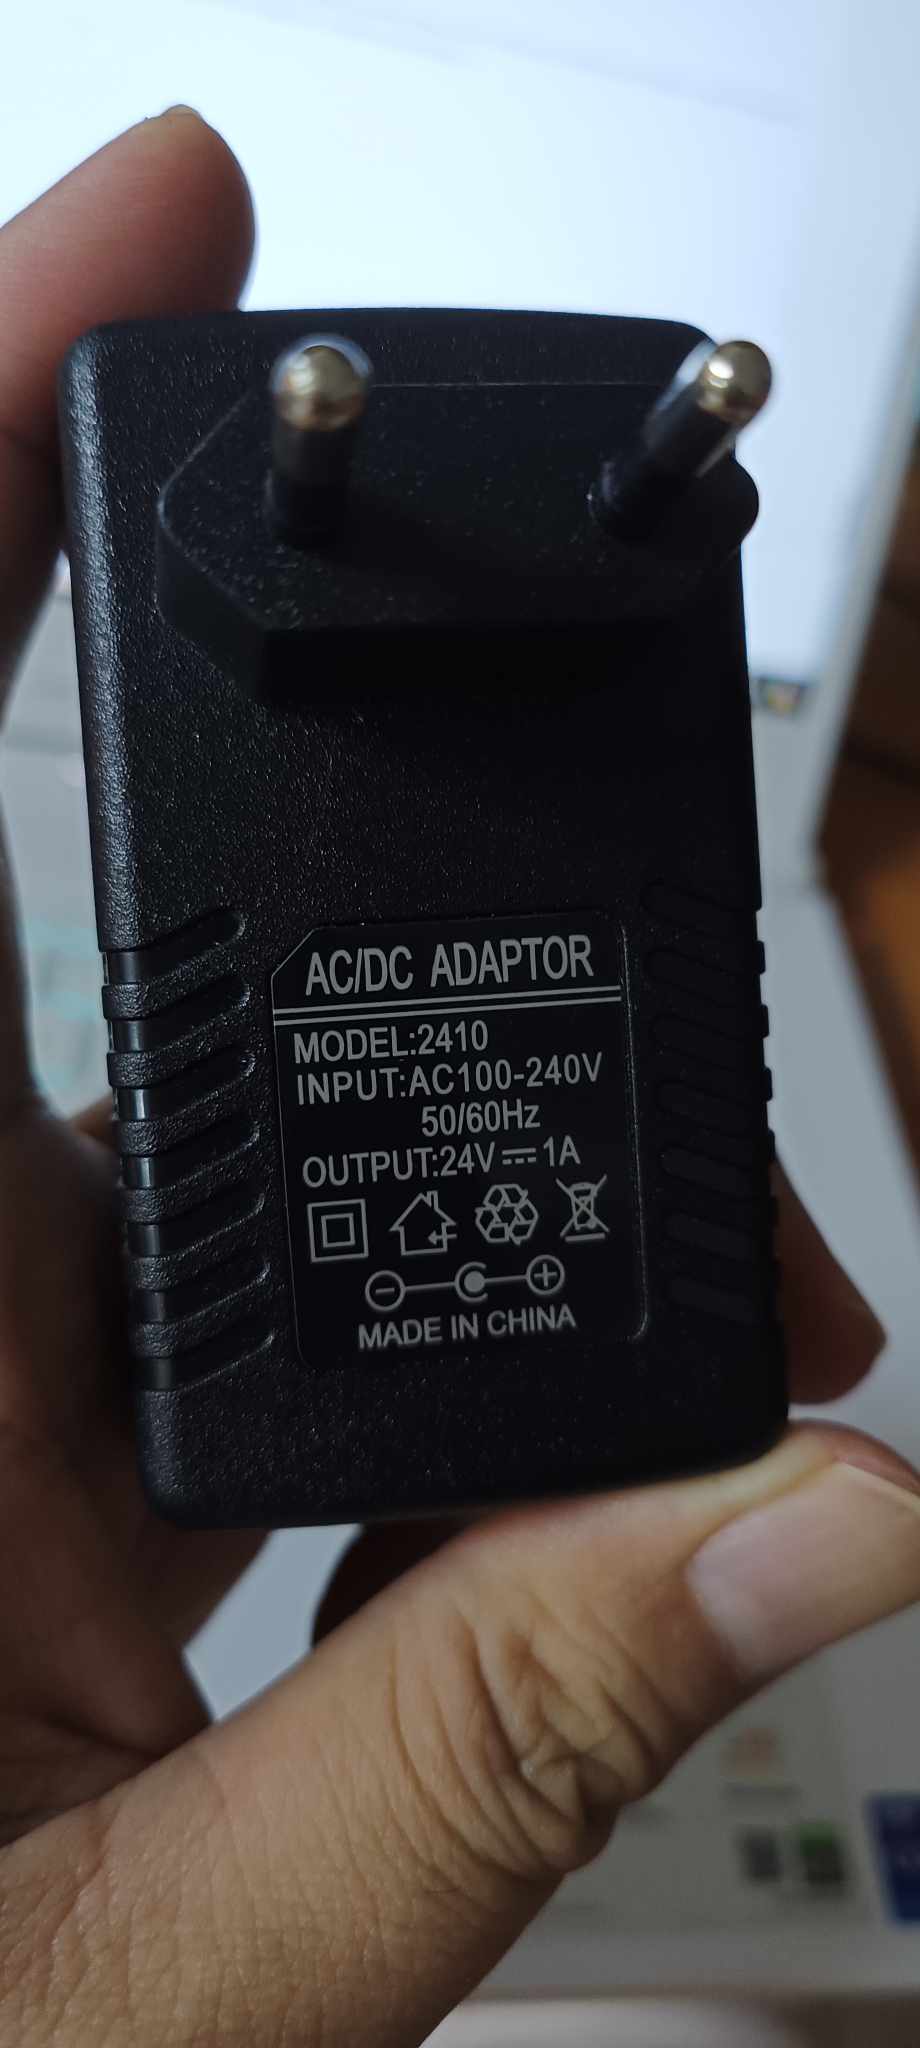 AC/DC ADAPTOR
MODEL:2410
INPUT:AC100-240V
50/60Hz
OUTPUT:24V⎓1A
MADE IN CHINA